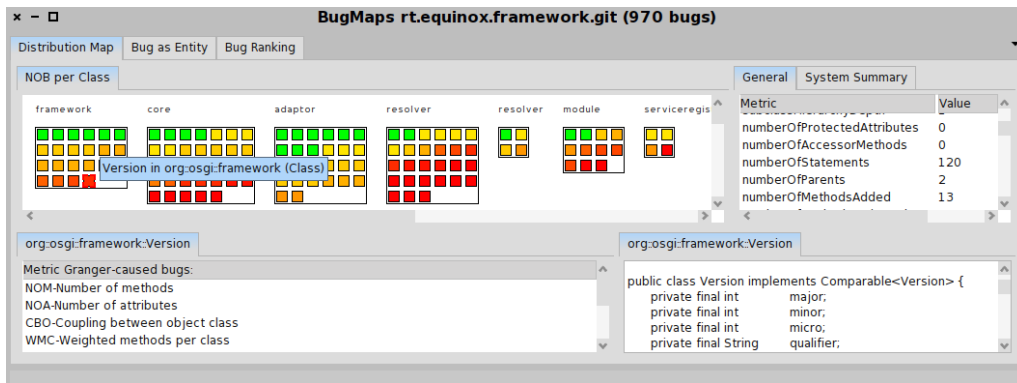 BugMaps rt.equinox.framework.git (970 bugs)
Distribution Map Bug as Entity Bug Ranking
NOB per Class
General System Summary
framework core adaptor resolver resolver module serviceregis
Metric Value
numberOfProtectedAttributes 0
numberOfAccessorMethods 0
numberOfStatements 120
numberOfParents 2
numberOfMethodsAdded 13
Version in org:osgi::framework (Class)
org:osgi::framework::Version
Metric Granger-caused bugs:
NOM-Number of methods
NOA-Number of attributes
CBO-Coupling between object class
WMC-Weighted methods per class
org:osgi::framework::Version
public class Version implements Comparable<Version> {
private final int major;
private final int minor;
private final int micro;
private final String qualifier;